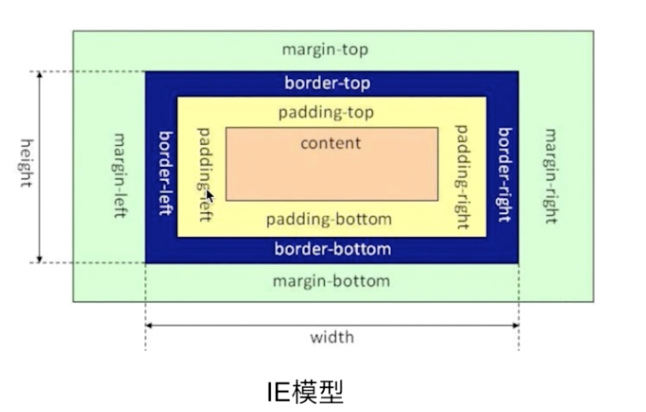 margin-top
border-top
padding-top
content
height
margin-left
border-left
padding-left
padding-right
border-right
margin-right
padding-bottom
border-bottom
margin-bottom
width
IE模型